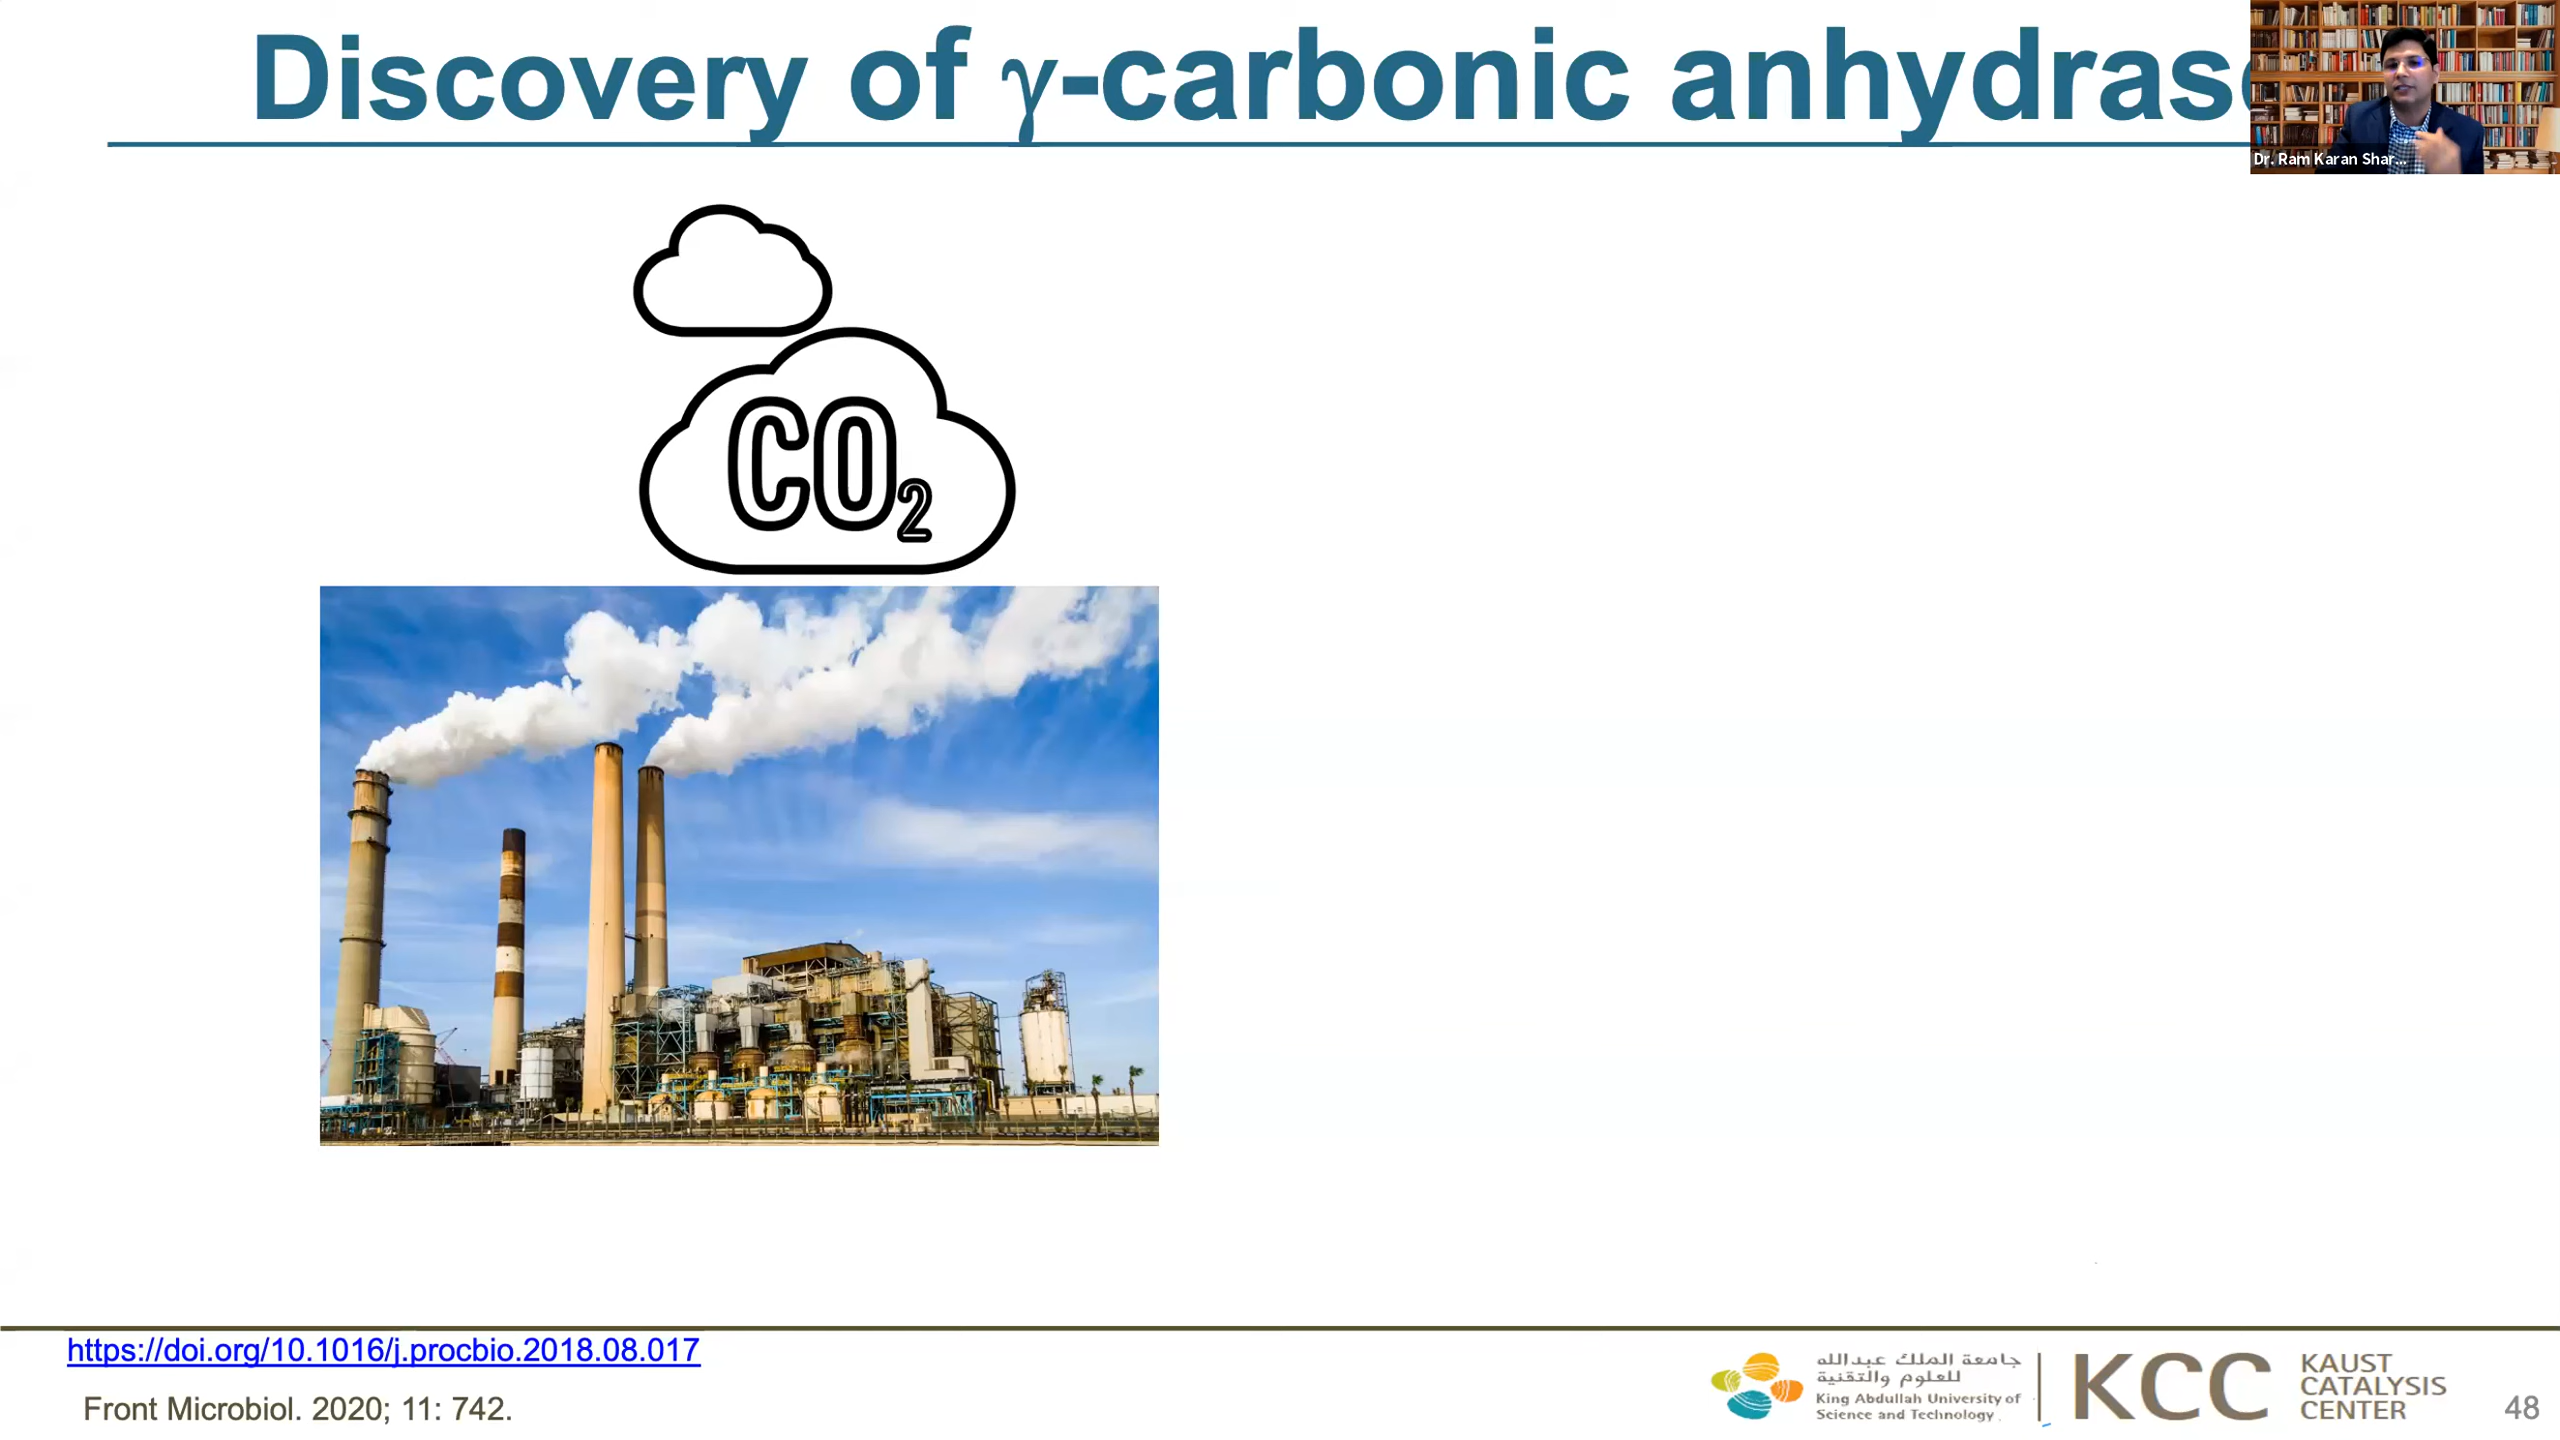 Discovery of γ-carbonic anhydras
Dr. Ram Karan Shar...
CO₂
https://doi.org/10.1016/j.procbio.2018.08.017
Front Microbiol. 2020; 11: 742.
جامعة الملك عبدالله
للعلوم والتقنية
King Abdullah University of
Science and Technology
KCC
KAUST
CATALYSIS
CENTER
48